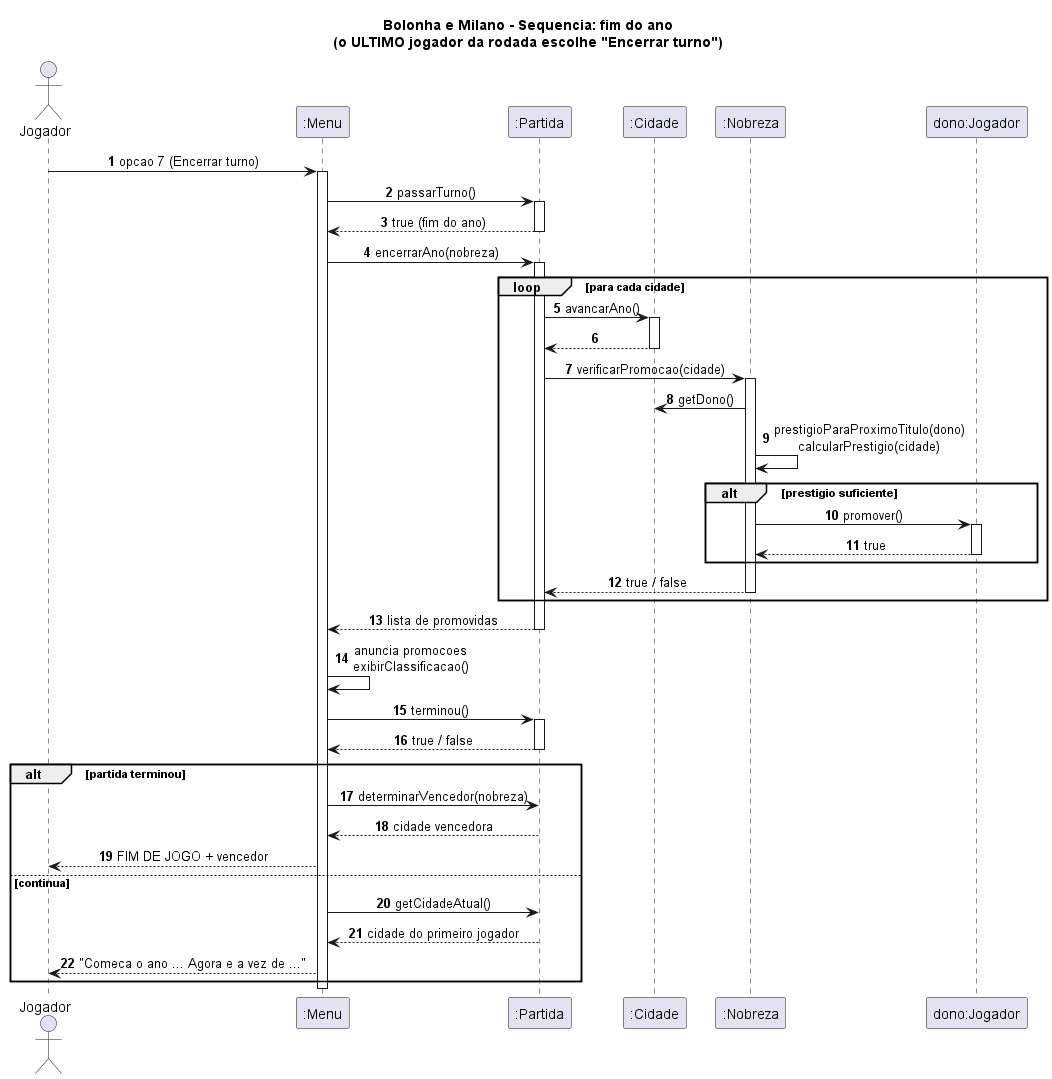 Bolonha e Milano - Sequencia: fim do ano
(o ULTIMO jogador da rodada escolhe "Encerrar turno")
Jogador
:Menu
:Partida
:Cidade
:Nobreza
dono:Jogador
1 opcao 7 (Encerrar turno)
2 passarTurno()
3 true (fim do ano)
4 encerrarAno(nobreza)
loop [para cada cidade]
5 avancarAno()
6
7 verificarPromocao(cidade)
8 getDono()
9 prestigioParaProximoTitulo(dono)
calcularPrestigio(cidade)
alt [prestigio suficiente]
10 promover()
11 true
12 true / false
13 lista de promovidas
14 anuncia promocoes
exibirClassificacao()
15 terminou()
16 true / false
alt [partida terminou]
17 determinarVencedor(nobreza)
18 cidade vencedora
19 FIM DE JOGO + vencedor
[continua]
20 getCidadeAtual()
21 cidade do primeiro jogador
22 "Comeca o ano ... Agora e a vez de ..."
Jogador
:Menu
:Partida
:Cidade
:Nobreza
dono:Jogador